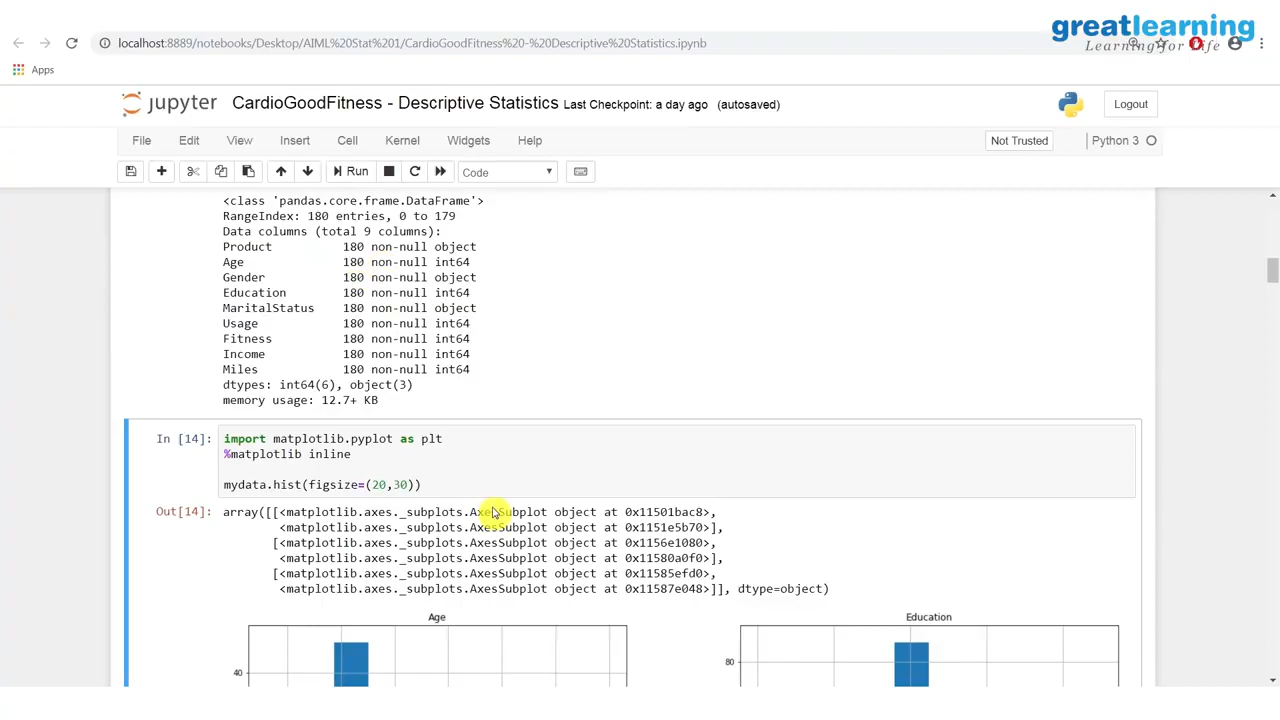 greatlearning
Learning for Life
localhost:8889/notebooks/Desktop/AIML%20Stat%201/CardioGoodFitness%20-%20Descriptive%20Statistics.ipynb
Apps
jupyter CardioGoodFitness - Descriptive Statistics Last Checkpoint: a day ago (autosaved)
Logout
File Edit View Insert Cell Kernel Widgets Help
Not Trusted
Python 3
Run
Code
<class 'pandas.core.frame.DataFrame'>
RangeIndex: 180 entries, 0 to 179
Data columns (total 9 columns):
Product 180 non-null object
Age 180 non-null int64
Gender 180 non-null object
Education 180 non-null int64
MaritalStatus 180 non-null object
Usage 180 non-null int64
Fitness 180 non-null int64
Income 180 non-null int64
Miles 180 non-null int64
dtypes: int64(6), object(3)
memory usage: 12.7+ KB
In [14]: import matplotlib.pyplot as plt
%matplotlib inline
mydata.hist(figsize=(20,30))
Out[14]: array([[<matplotlib.axes._subplots.AxesSubplot object at 0x11501bac8>,
<matplotlib.axes._subplots.AxesSubplot object at 0x1151e5b70>],
[<matplotlib.axes._subplots.AxesSubplot object at 0x1156e1080>,
<matplotlib.axes._subplots.AxesSubplot object at 0x11580a0f0>],
[<matplotlib.axes._subplots.AxesSubplot object at 0x11585efd0>,
<matplotlib.axes._subplots.AxesSubplot object at 0x11587e048>]], dtype=object)
Age
Education
40
80